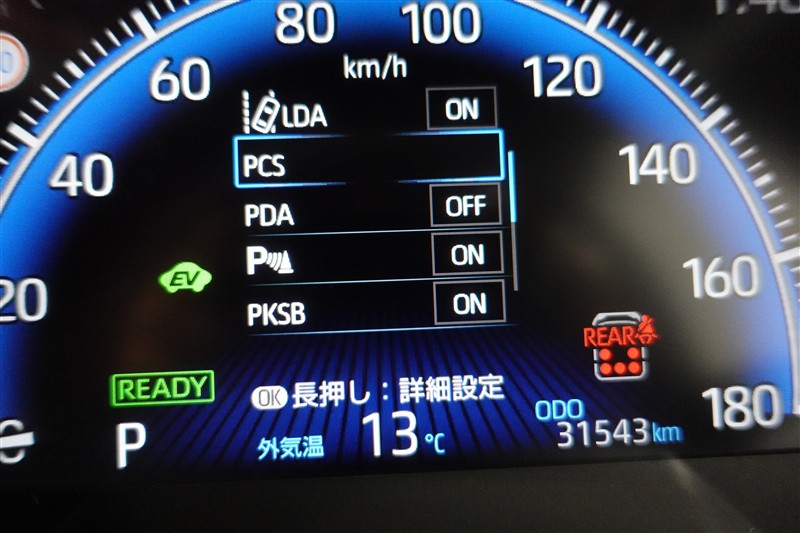 80
100
60
km/h
120
LDA ON
40
PCS
140
PDA OFF
P ON
EV
160
20
PKSB ON
REAR
READY
OK 長押し：詳細設定
180
P
外気温 13℃
ODO
31543km